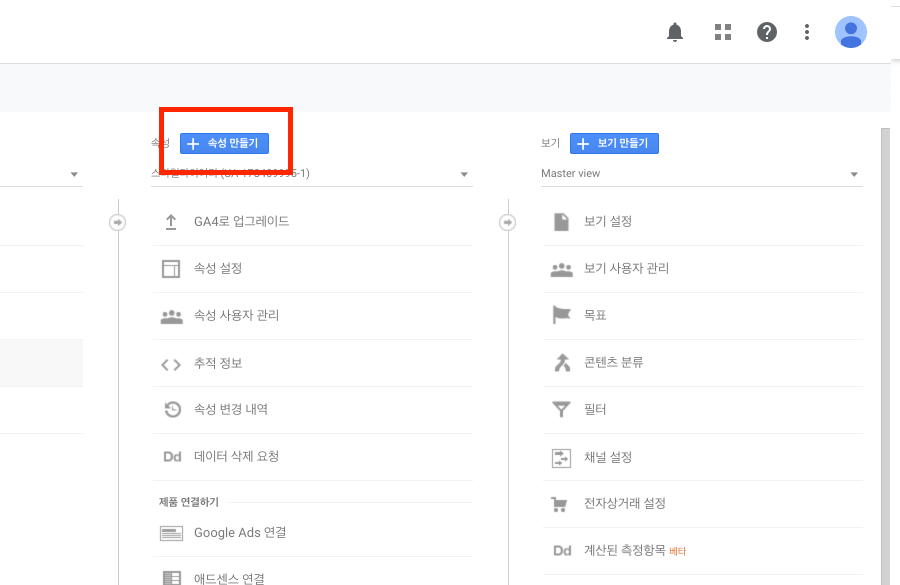 속성
+ 속성 만들기
보기
+ 보기 만들기
Master view
GA4로 업그레이드
속성 설정
속성 사용자 관리
추적 정보
속성 변경 내역
Dd 데이터 삭제 요청
제품 연결하기
Google Ads 연결
애드센스 연결
보기 설정
보기 사용자 관리
목표
콘텐츠 분류
필터
채널 설정
전자상거래 설정
Dd 계산된 측정항목 베타